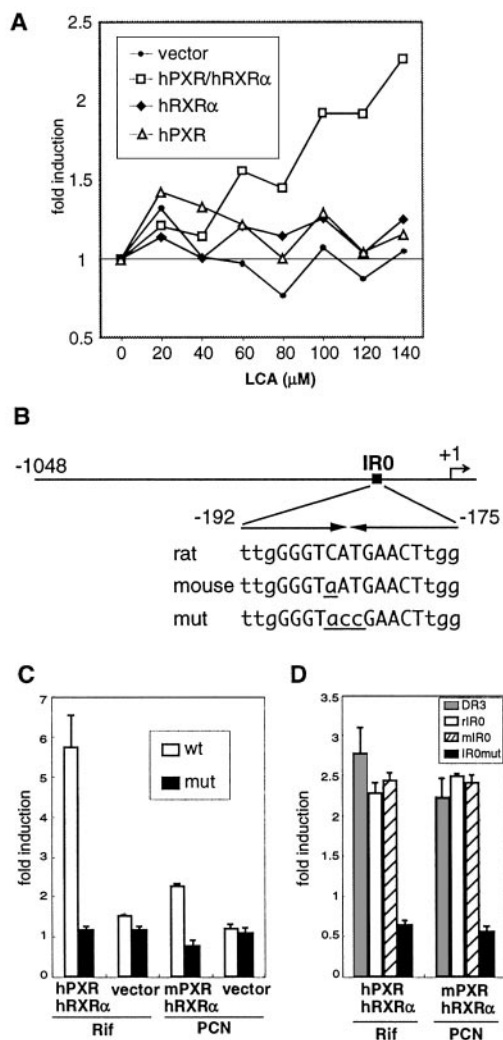 A
vector
hPXR/hRXRα
hRXRα
hPXR
fold induction
2.5
2
1.5
1
0.5
0 20 40 60 80 100 120 140
LCA (μM)
B
-1048
IR0
+1
-192
-175
rat ttgGGGTCATGAACTtgg
mouse ttgGGGTaATGAACTtgg
mut ttgGGGTaccGAACTtgg
C
fold induction
7
6
5
4
3
2
1
0
wt
mut
hPXR hRXRα
vector
mPXR hRXRα
vector
Rif
PCN
D
fold induction
3.5
3
2.5
2
1.5
1
0.5
0
DR3
rIR0
mIR0
IR0mut
hPXR hRXRα
mPXR hRXRα
Rif
PCN